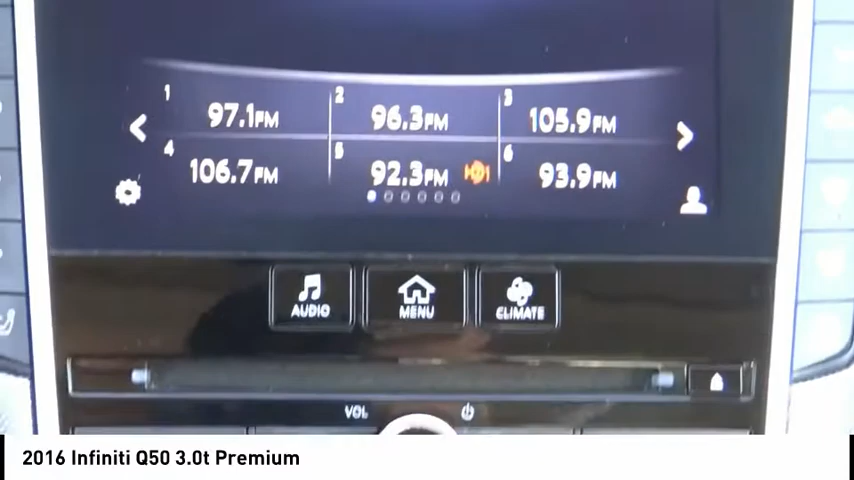 1 97.1FM 2 96.3FM 3 105.9FM
4 106.7FM 5 92.3FM HD1 6 93.9FM
AUDIO MENU CLIMATE
VOL
2016 Infiniti Q50 3.0t Premium